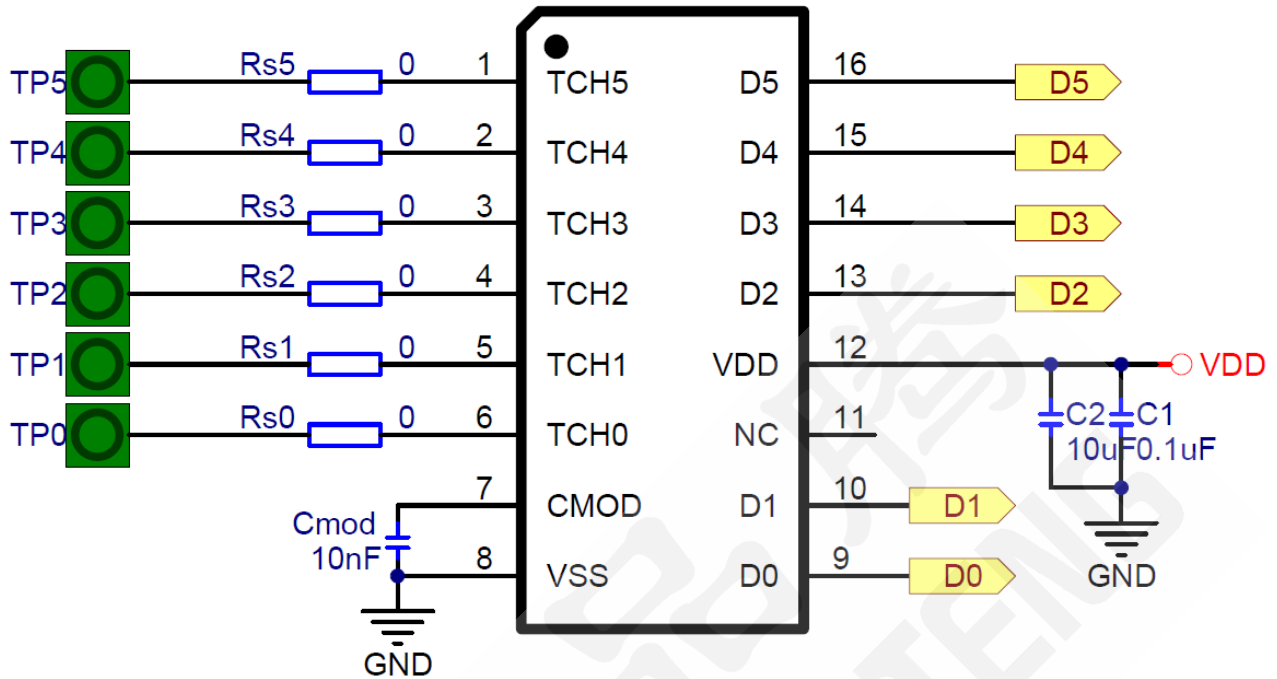 TP5 Rs5 0 1 TCH5 D5 16 D5
TP4 Rs4 0 2 TCH4 D4 15 D4
TP3 Rs3 0 3 TCH3 D3 14 D3
TP2 Rs2 0 4 TCH2 D2 13 D2
TP1 Rs1 0 5 TCH1 VDD 12 VDD
C2 C1
10uF 0.1uF
TP0 Rs0 0 6 TCH0 NC 11
7 CMOD D1 10 D1
Cmod
10nF
8 VSS D0 9 D0
GND
GND
TENG